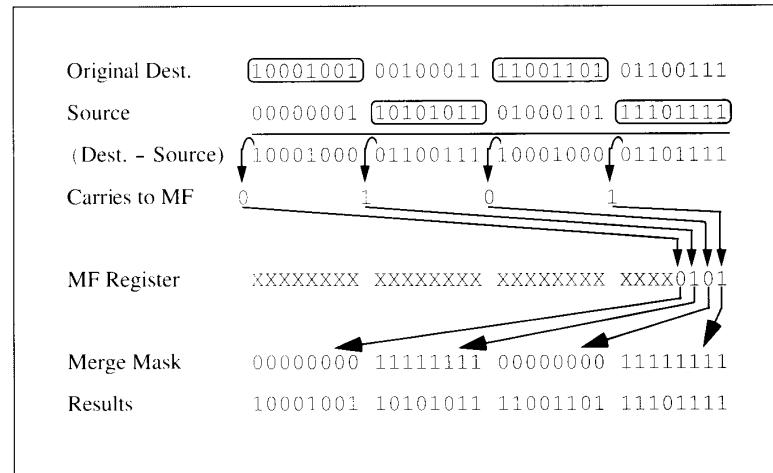 Original Dest. 10001001 00100011 11001101 01100111
Source 00000001 10101011 01000101 11101111
(Dest. – Source) 10001000 01100111 10001000 01101111
Carries to MF 0 1 0 1
MF Register XXXXXXXX XXXXXXXX XXXXXXXX XXXX0101
Merge Mask 00000000 11111111 00000000 11111111
Results 10001001 10101011 11001101 11101111